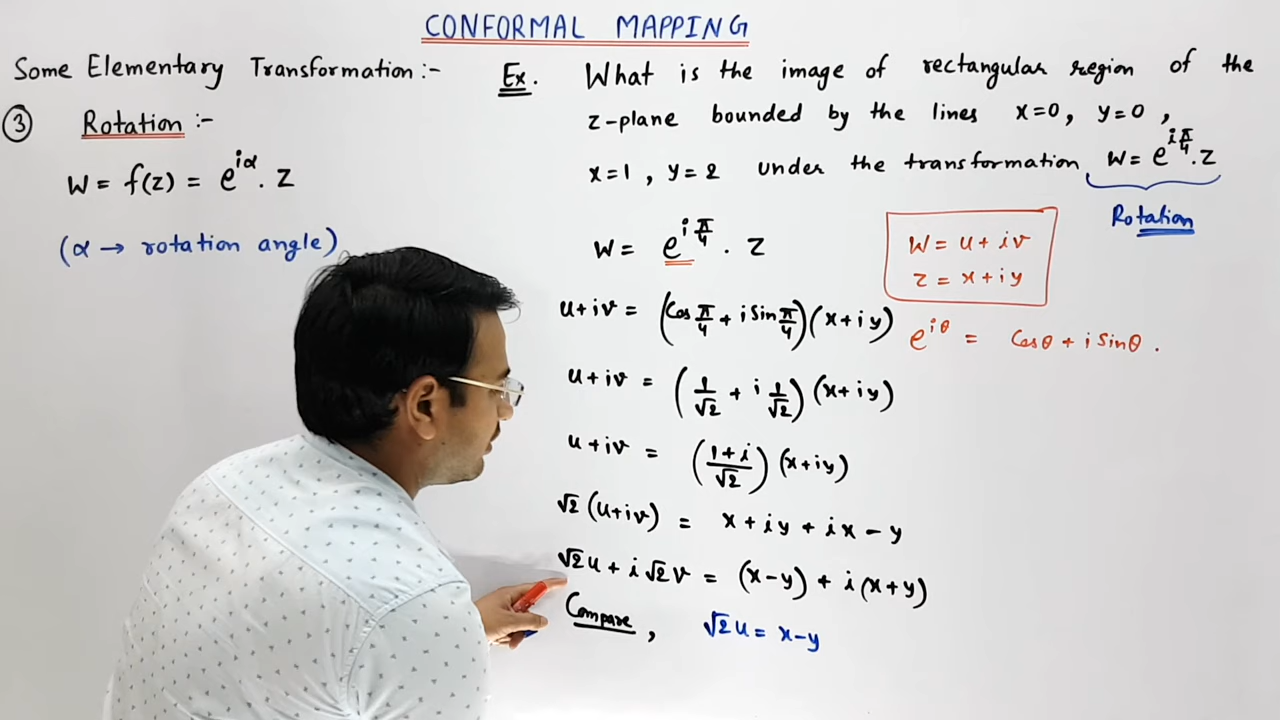 CONFORMAL MAPPING
Some Elementary Transformation :-
③ Rotation :-
W = f(z) = e^{iα} . z
(α → rotation angle)
Ex. What is the image of rectangular region of the
z-plane bounded by the lines x=0, y=0,
x=1, y=2 under the transformation W = e^{iπ/4}.z
Rotation
W = e^{iπ/4} . z
W = u + iv
z = x + iy
u+iv = (Cos π/4 + i Sin π/4)(x+iy)
e^{iθ} = Cosθ + i Sinθ .
u+iv = (1/√2 + i 1/√2)(x+iy)
u+iv = (1+i/√2)(x+iy)
√2(u+iv) = x+iy + ix - y
√2u + i√2v = (x-y) + i(x+y)
Compare, √2u = x-y